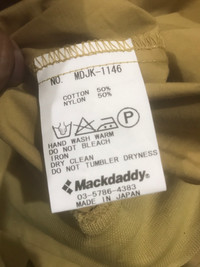 NO. MDJK-1146
COTTON 50%
NYLON 50%
P
HAND WASH WARM
DO NOT BLEACH
IRON
DRY CLEAN
DO NOT TUMBLER DRYNESS
Mackdaddy®
03-5786-4383
MADE IN JAPAN